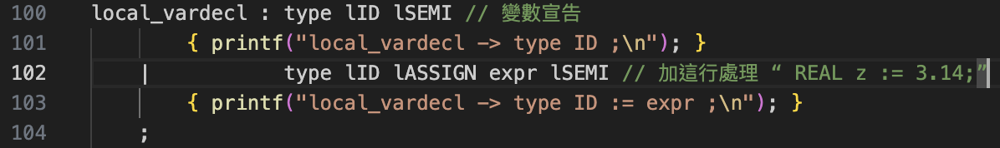 100 local_vardecl : type lID lSEMI // 變數宣告
101 { printf("local_vardecl -> type ID ;\n"); }
102 | type lID lASSIGN expr lSEMI // 加這行處理 “ REAL z := 3.14;”
103 { printf("local_vardecl -> type ID := expr ;\n"); }
104 ;